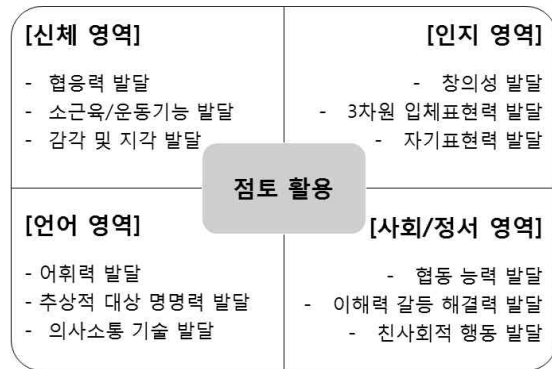 [신체 영역]
- 협응력 발달
- 소근육/운동기능 발달
- 감각 및 지각 발달
[인지 영역]
- 창의성 발달
- 3차원 입체표현력 발달
- 자기표현력 발달
점토 활용
[언어 영역]
- 어휘력 발달
- 추상적 대상 명명력 발달
- 의사소통 기술 발달
[사회/정서 영역]
- 협동 능력 발달
- 이해력 갈등 해결력 발달
- 친사회적 행동 발달